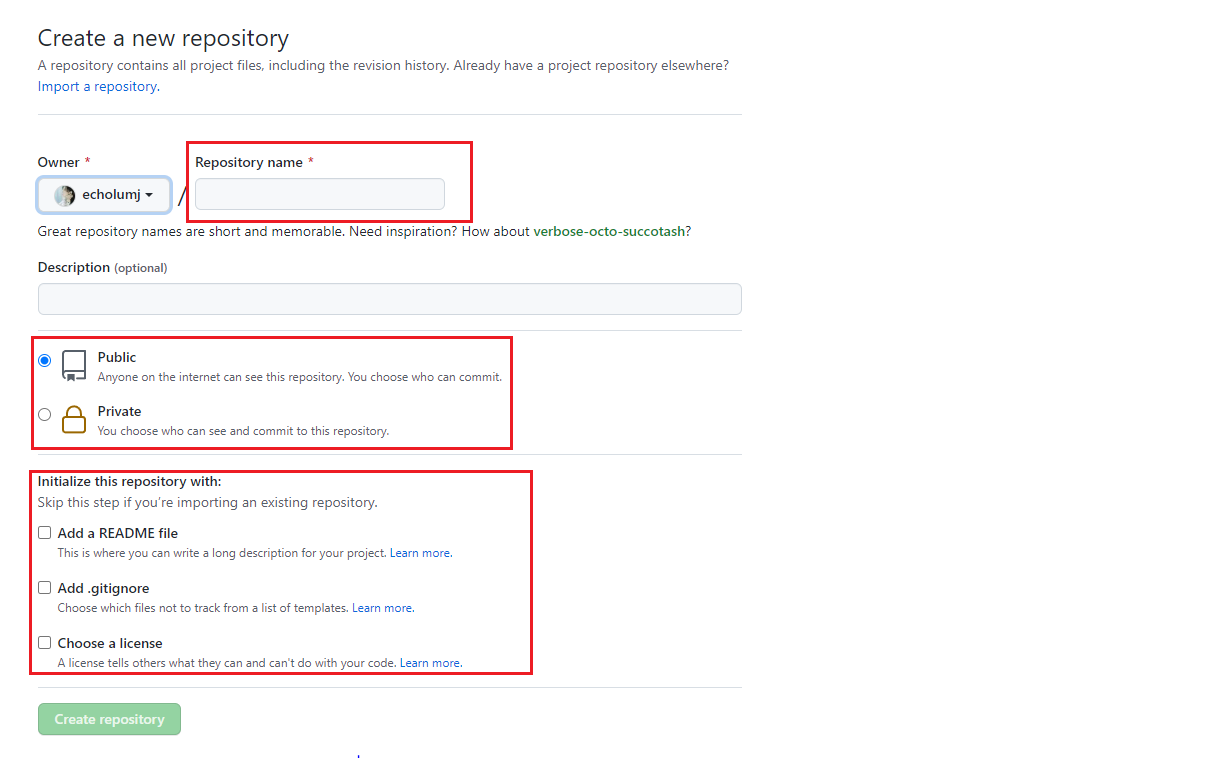 Create a new repository
A repository contains all project files, including the revision history. Already have a project repository elsewhere?
Import a repository.
Owner * Repository name *
echolumj /
Great repository names are short and memorable. Need inspiration? How about verbose-octo-succotash?
Description (optional)
Public
Anyone on the internet can see this repository. You choose who can commit.
Private
You choose who can see and commit to this repository.
Initialize this repository with:
Skip this step if you’re importing an existing repository.
Add a README file
This is where you can write a long description for your project. Learn more.
Add .gitignore
Choose which files not to track from a list of templates. Learn more.
Choose a license
A license tells others what they can and can't do with your code. Learn more.
Create repository